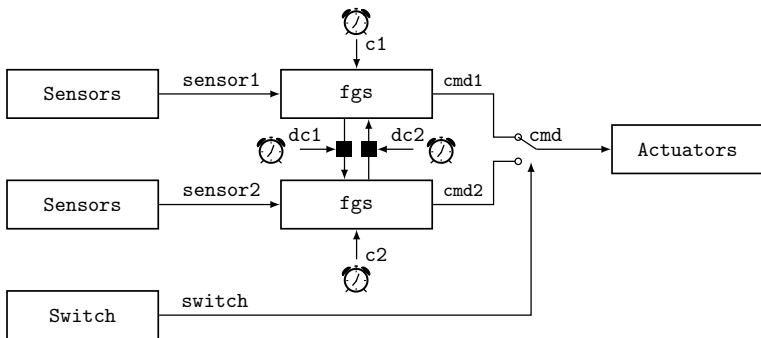 c1
Sensors
sensor1
fgs
cmd1
dc1
dc2
cmd
Actuators
Sensors
sensor2
fgs
cmd2
c2
Switch
switch